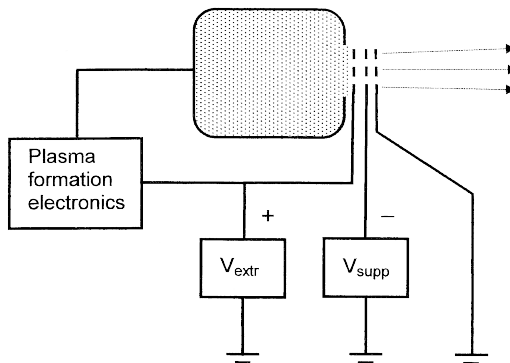 Plasma
formation
electronics
+
−
V_extr
V_supp